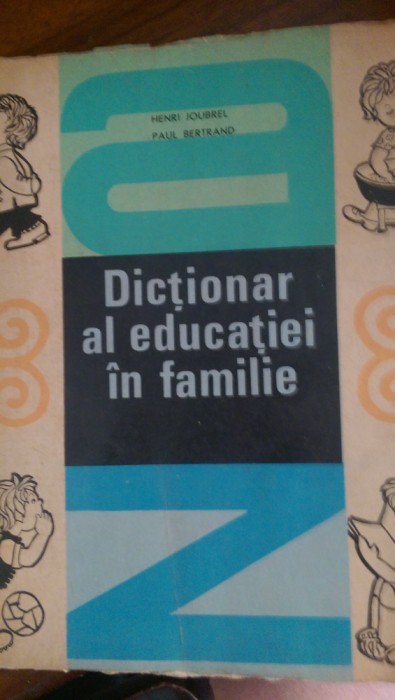 a
HENRI JOUBREL
PAUL BERTRAND
Dicționar
al educației
în familie
z